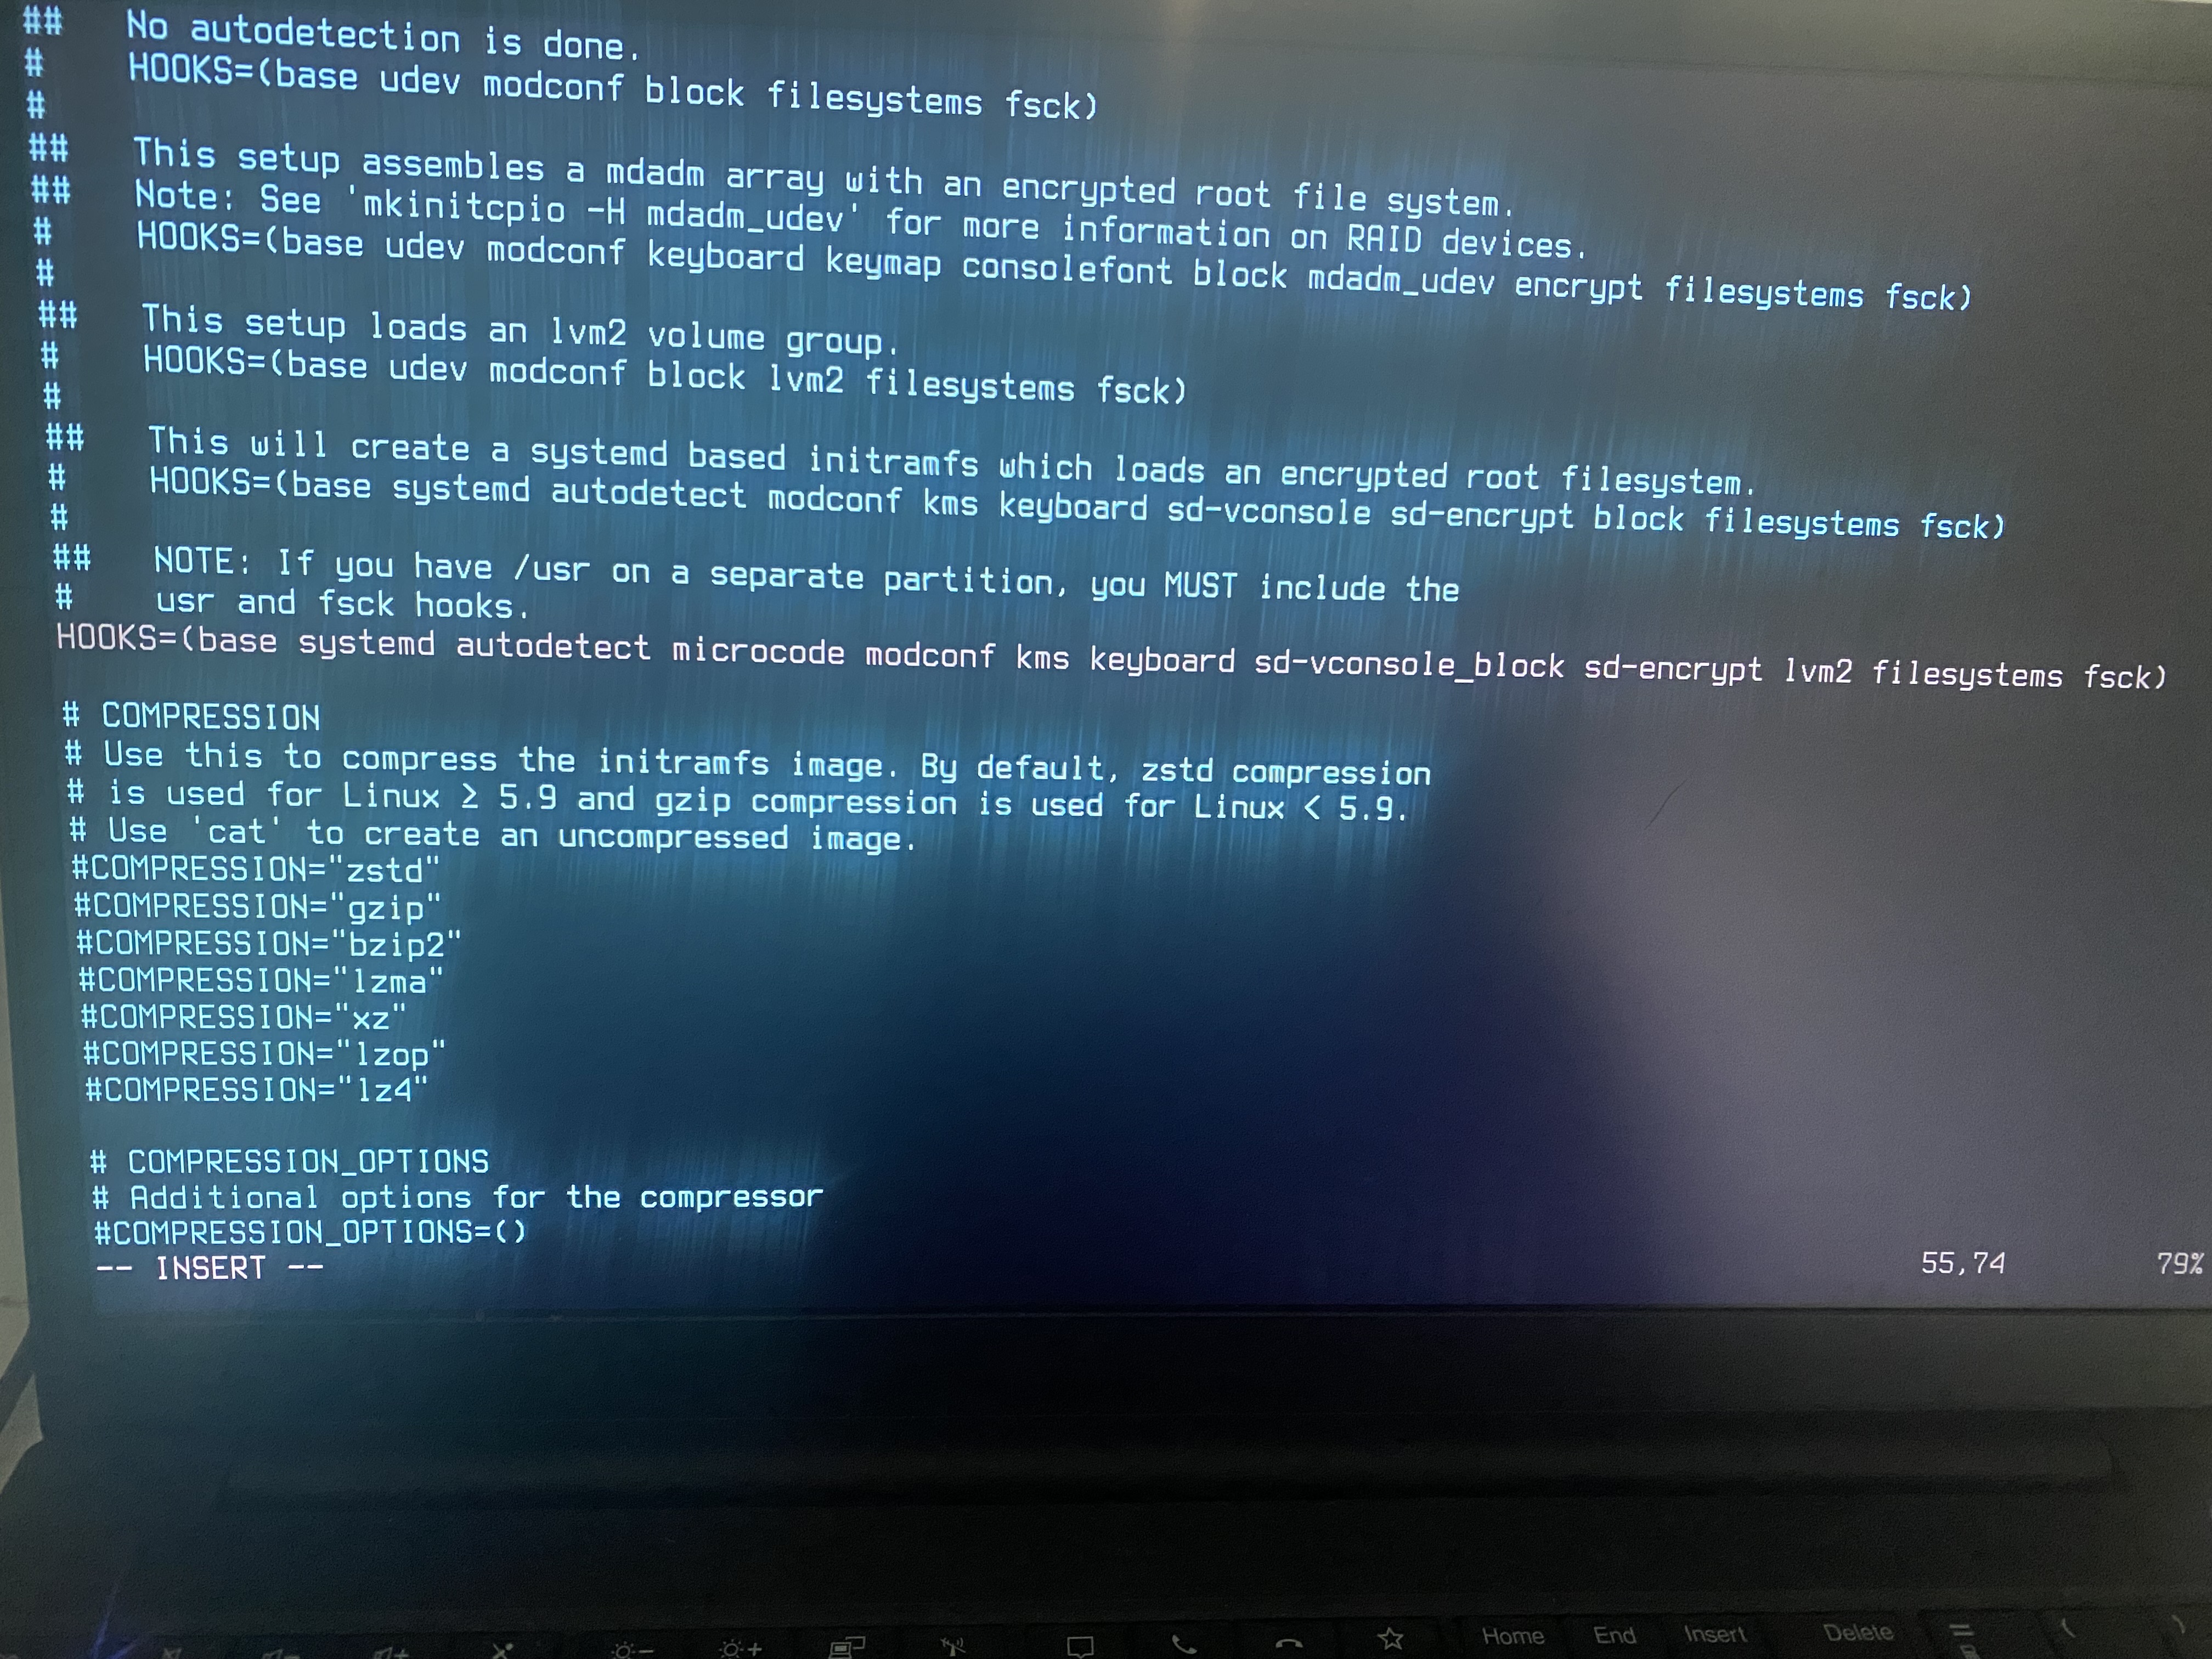 ## No autodetection is done.
# HOOKS=(base udev modconf block filesystems fsck)
#
## This setup assembles a mdadm array with an encrypted root file system.
## Note: See 'mkinitcpio -H mdadm_udev' for more information on RAID devices.
# HOOKS=(base udev modconf keyboard keymap consolefont block mdadm_udev encrypt filesystems fsck)
#
## This setup loads an lvm2 volume group.
# HOOKS=(base udev modconf block lvm2 filesystems fsck)
#
## This will create a systemd based initramfs which loads an encrypted root filesystem.
# HOOKS=(base systemd autodetect modconf kms keyboard sd-vconsole sd-encrypt block filesystems fsck)
#
## NOTE: If you have /usr on a separate partition, you MUST include the
# usr and fsck hooks.
HOOKS=(base systemd autodetect microcode modconf kms keyboard sd-vconsole block sd-encrypt lvm2 filesystems fsck)
# COMPRESSION
# Use this to compress the initramfs image. By default, zstd compression
# is used for Linux ≥ 5.9 and gzip compression is used for Linux < 5.9.
# Use 'cat' to create an uncompressed image.
#COMPRESSION="zstd"
#COMPRESSION="gzip"
#COMPRESSION="bzip2"
#COMPRESSION="lzma"
#COMPRESSION="xz"
#COMPRESSION="lzop"
#COMPRESSION="lz4"
# COMPRESSION_OPTIONS
# Additional options for the compressor
#COMPRESSION_OPTIONS=()
-- INSERT -- 55,74 79%
Home End Insert Delete